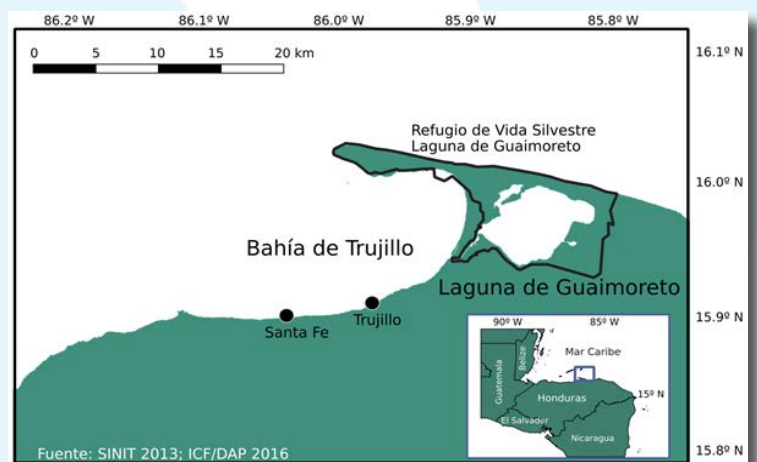 86.2º W 86.1º W 86.0º W 85.9º W 85.8º W
0 5 10 15 20 km
16.1º N
Refugio de Vida Silvestre
Laguna de Guaimoreto
16.0º N
Bahía de Trujillo
Laguna de Guaimoreto
15.9º N
Santa Fe
Trujillo
90º W 85º W
Mar Caribe
Belize
Guatemala
15º N
Honduras
El Salvador
Nicaragua
15.8º N
Fuente: SINIT 2013; ICF/DAP 2016